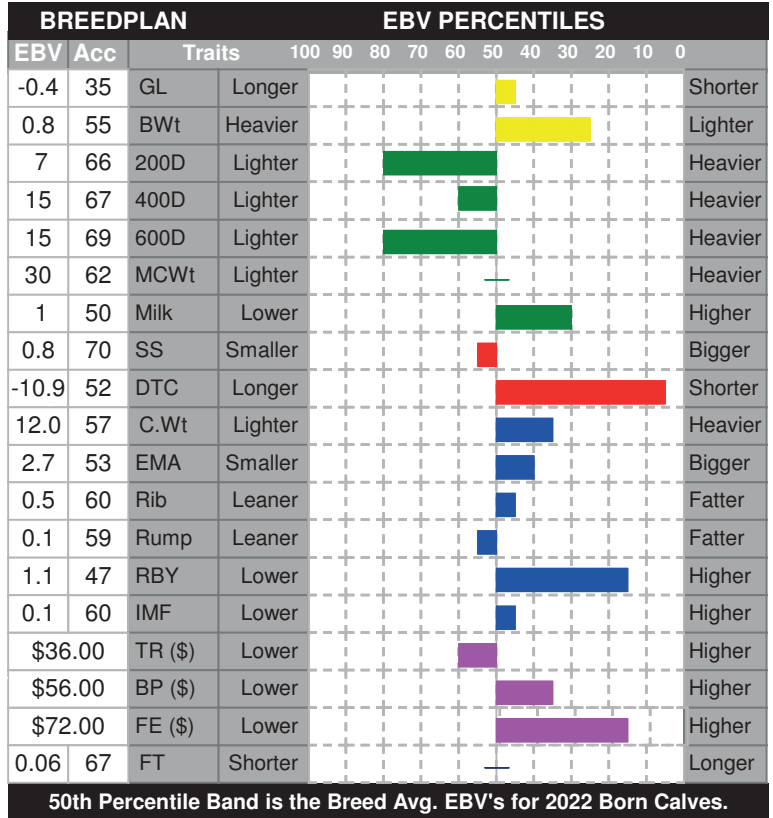 BREEDPLAN EBV PERCENTILES
EBV Acc Traits 100 90 80 70 60 50 40 30 20 10 0
-0.4 35 GL Longer Shorter
0.8 55 BWt Heavier Lighter
7 66 200D Lighter Heavier
15 67 400D Lighter Heavier
15 69 600D Lighter Heavier
30 62 MCWt Lighter Heavier
1 50 Milk Lower Higher
0.8 70 SS Smaller Bigger
-10.9 52 DTC Longer Shorter
12.0 57 C.Wt Lighter Heavier
2.7 53 EMA Smaller Bigger
0.5 60 Rib Leaner Fatter
0.1 59 Rump Leaner Fatter
1.1 47 RBY Lower Higher
0.1 60 IMF Lower Higher
$36.00 TR ($) Lower Higher
$56.00 BP ($) Lower Higher
$72.00 FE ($) Lower Higher
0.06 67 FT Shorter Longer
50th Percentile Band is the Breed Avg. EBV's for 2022 Born Calves.